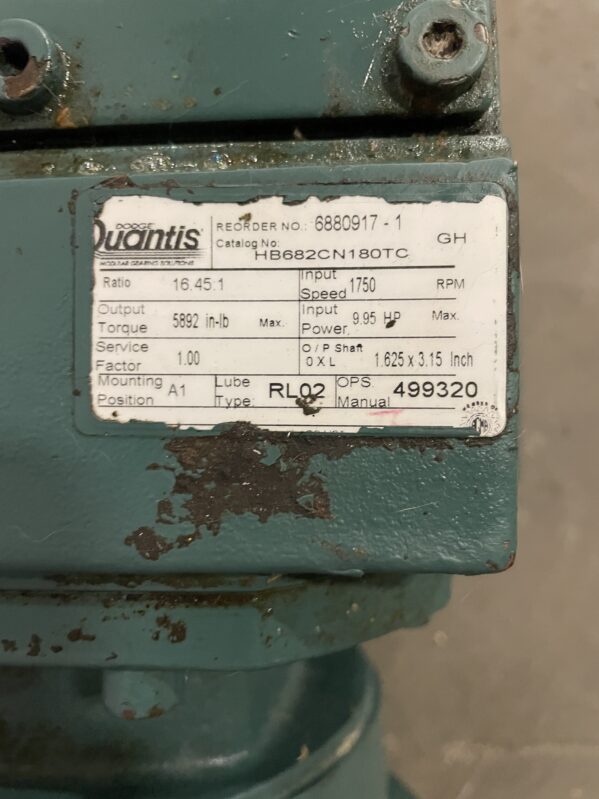 DODGE
Quantis
MODULAR GEARING SOLUTIONS
REORDER NO.: 6880917 - 1
Catalog No: GH
HB682CN180TC
Ratio 16.45:1 Input Speed 1750 RPM
Output Torque 5892 in-lb Max. Input Power 9.95 HP Max.
Service Factor 1.00 O / P Shaft O X L 1.625 x 3.15 Inch
Mounting Position A1 Lube Type: RL02 OPS Manual 499320
MEMBER OF